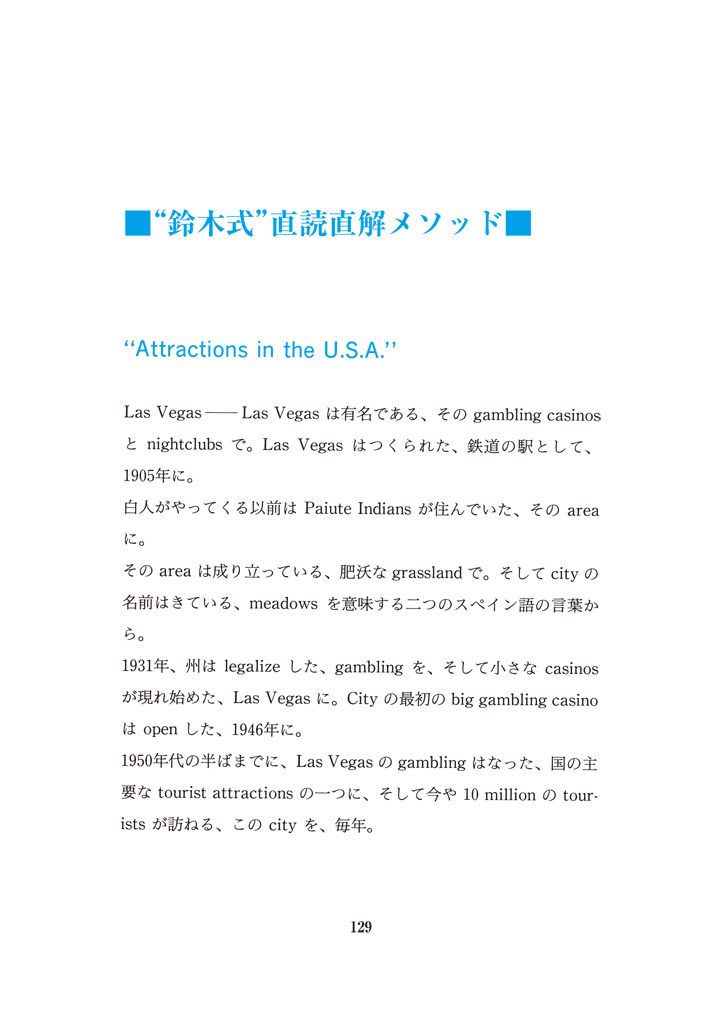 ■“鈴木式”直読直解メソッド■
“Attractions in the U.S.A.”
Las Vegas —— Las Vegas は有名である、その gambling casinos
と nightclubs で。Las Vegas はつくられた、鉄道の駅として、
1905年に。
白人がやってくる以前は Paiute Indians が住んでいた、その area
に。
その area は成り立っている、肥沃な grassland で。そして city の
名前はきている、meadows を意味する二つのスペイン語の言葉か
ら。
1931年、州は legalize した、gambling を、そして小さな casinos
が現れ始めた、Las Vegas に。City の最初の big gambling casino
は open した、1946年に。
1950年代の半ばまでに、Las Vegas の gambling はなった、国の主
要な tourist attractions の一つに、そして今や 10 million の tour-
ists が訪ねる、この city を、毎年。
129